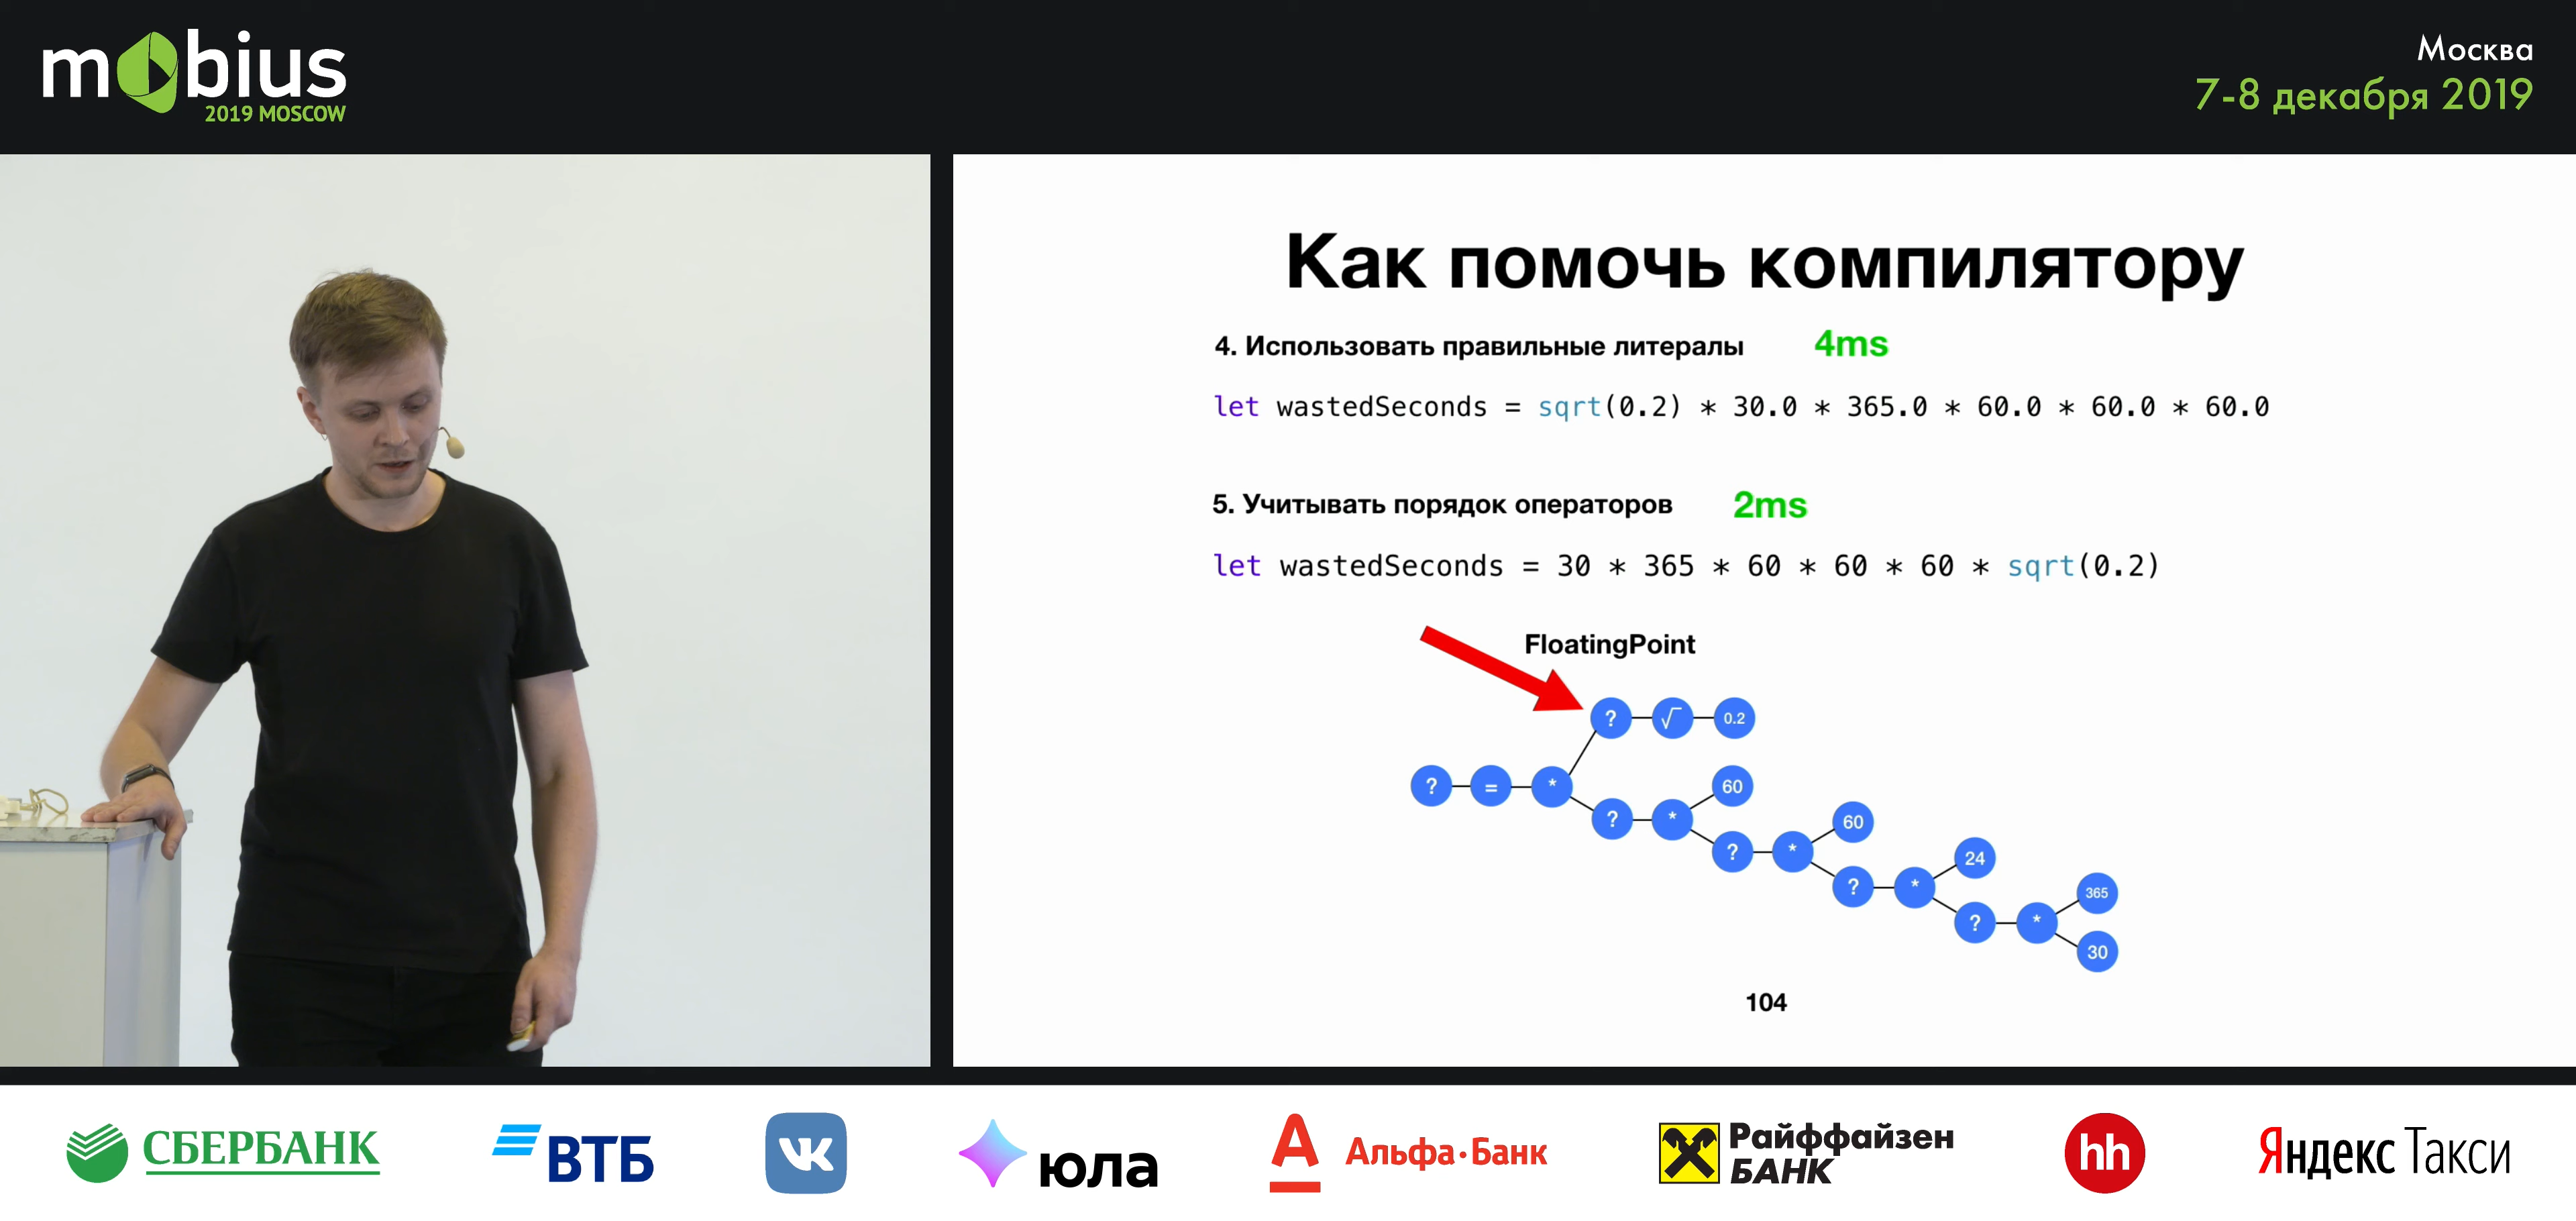 mobius
2019 MOSCOW
Москва
7-8 декабря 2019
Как помочь компилятору
4. Использовать правильные литералы 4ms
let wastedSeconds = sqrt(0.2) * 30.0 * 365.0 * 60.0 * 60.0 * 60.0
5. Учитывать порядок операторов 2ms
let wastedSeconds = 30 * 365 * 60 * 60 * 60 * sqrt(0.2)
FloatingPoint
? √ 0.2
? = *
60
? *
60
? *
24
? *
365
? *
30
104
СБЕРБАНК
ВТБ
VK
юла
А
Альфа·Банк
Райффайзен
БАНК
hh
Яндекс Такси